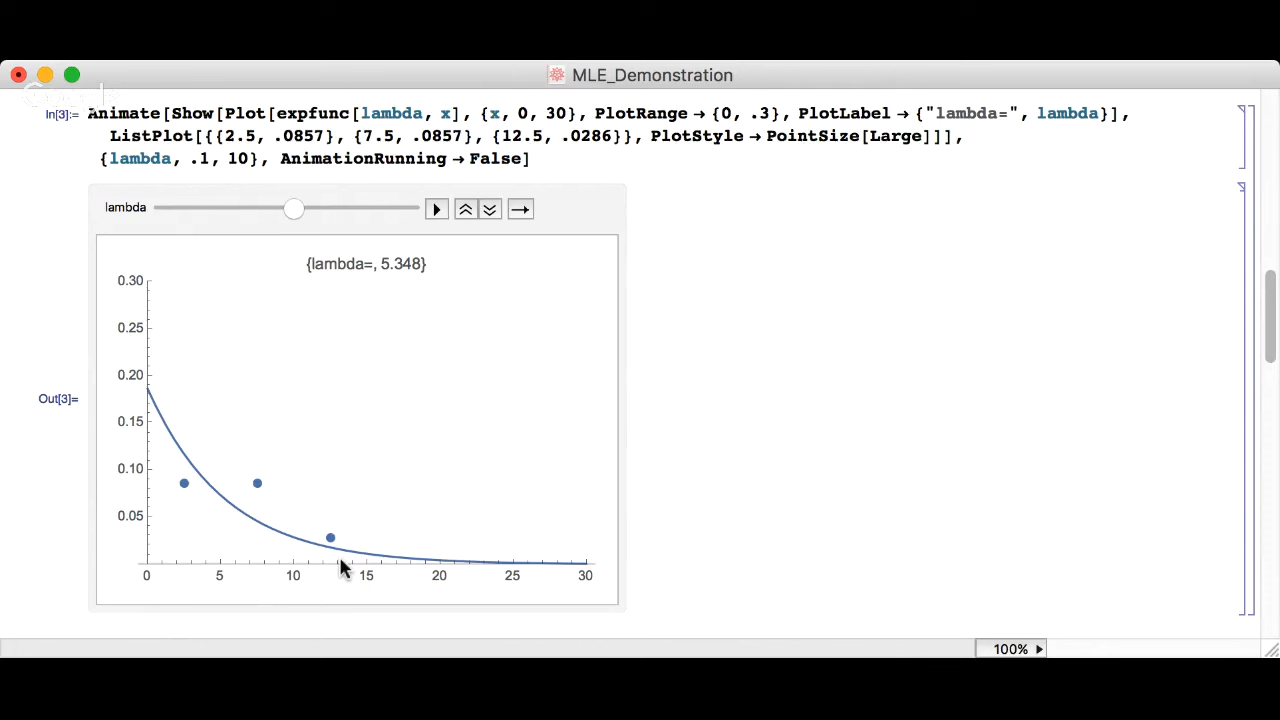 MLE_Demonstration
In[3]:= Animate[Show[Plot[expfunc[lambda, x], {x, 0, 30}, PlotRange → {0, .3}, PlotLabel → {"lambda=", lambda}],
ListPlot[{{2.5, .0857}, {7.5, .0857}, {12.5, .0286}}, PlotStyle → PointSize[Large]]],
{lambda, .1, 10}, AnimationRunning → False]
lambda
{lambda=, 5.348}
0.30
0.25
0.20
Out[3]=
0.15
0.10
0.05
0 5 10 15 20 25 30
100%